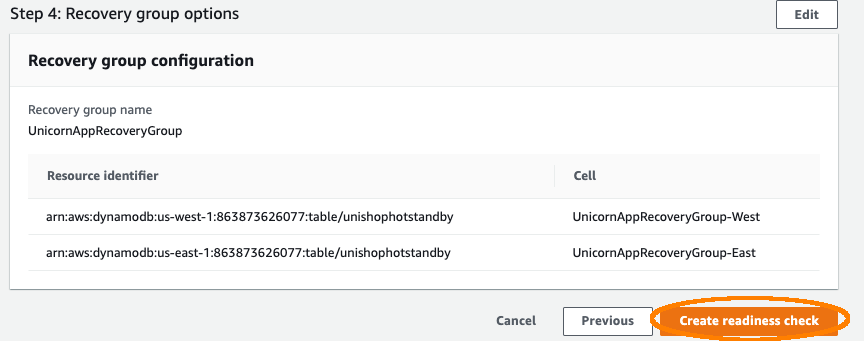 Step 4: Recovery group options
Edit
Recovery group configuration
Recovery group name
UnicornAppRecoveryGroup
Resource identifier Cell
arn:aws:dynamodb:us-west-1:863873626077:table/unishophotstandby UnicornAppRecoveryGroup-West
arn:aws:dynamodb:us-east-1:863873626077:table/unishophotstandby UnicornAppRecoveryGroup-East
Cancel Previous Create readiness check